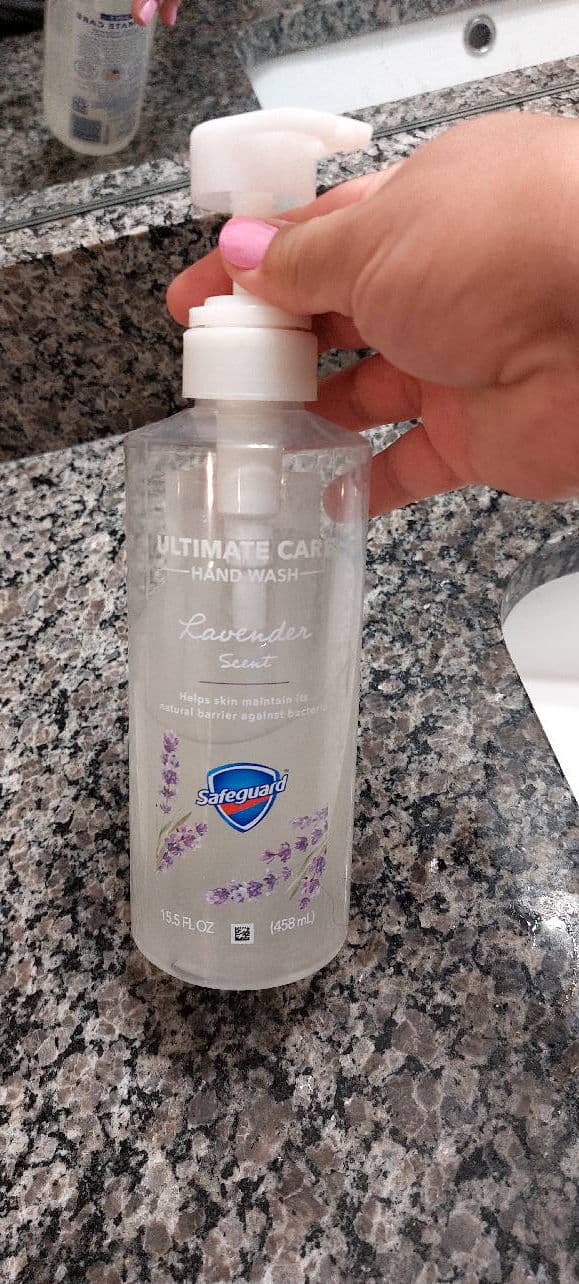 ULTIMATE CARE
HAND WASH
Lavender
Scent
Helps skin maintain its
natural barrier against bacteria
Safeguard
15.5 FL OZ (458 mL)